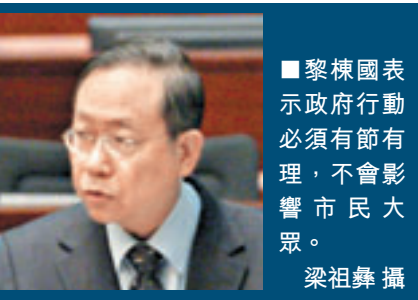 ■黎棟國表
示政府行動
必須有節有
理，不會影
響市民大
眾。
梁祖彝 攝